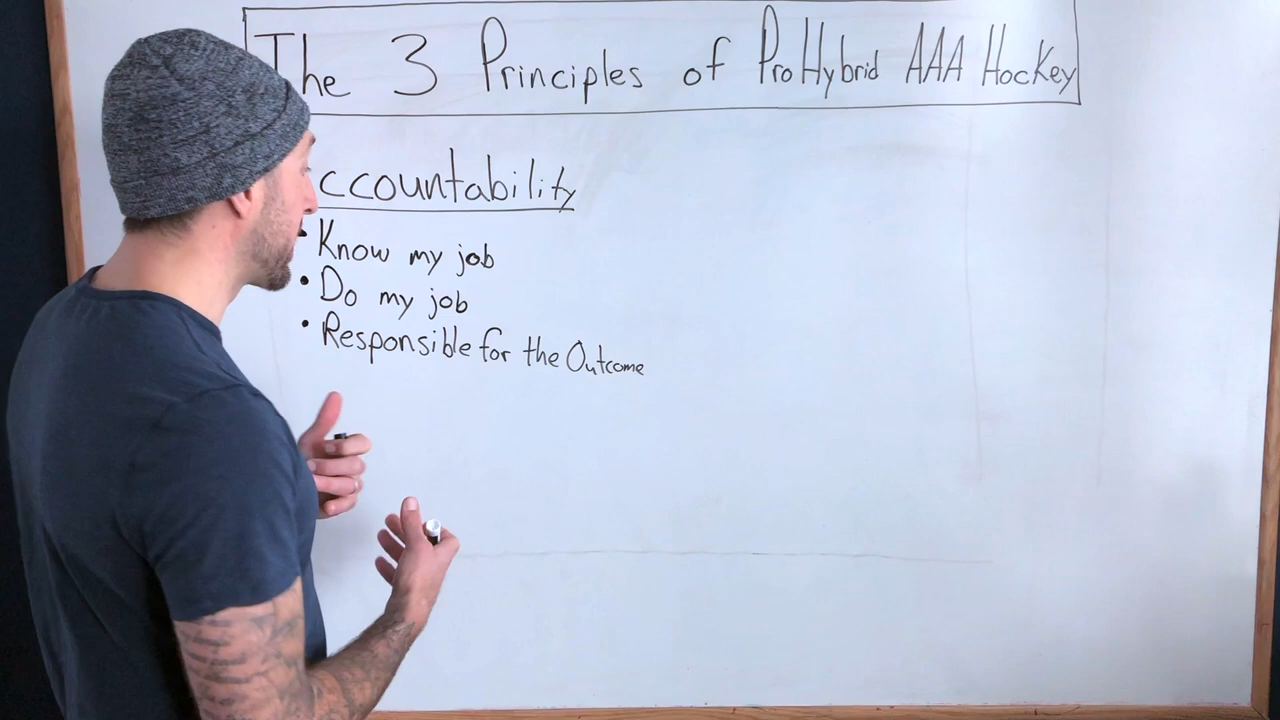 The 3 Principles of ProHybrid AAA Hockey
ccountability
• Know my job
• Do my job
• Responsible for the Outcome